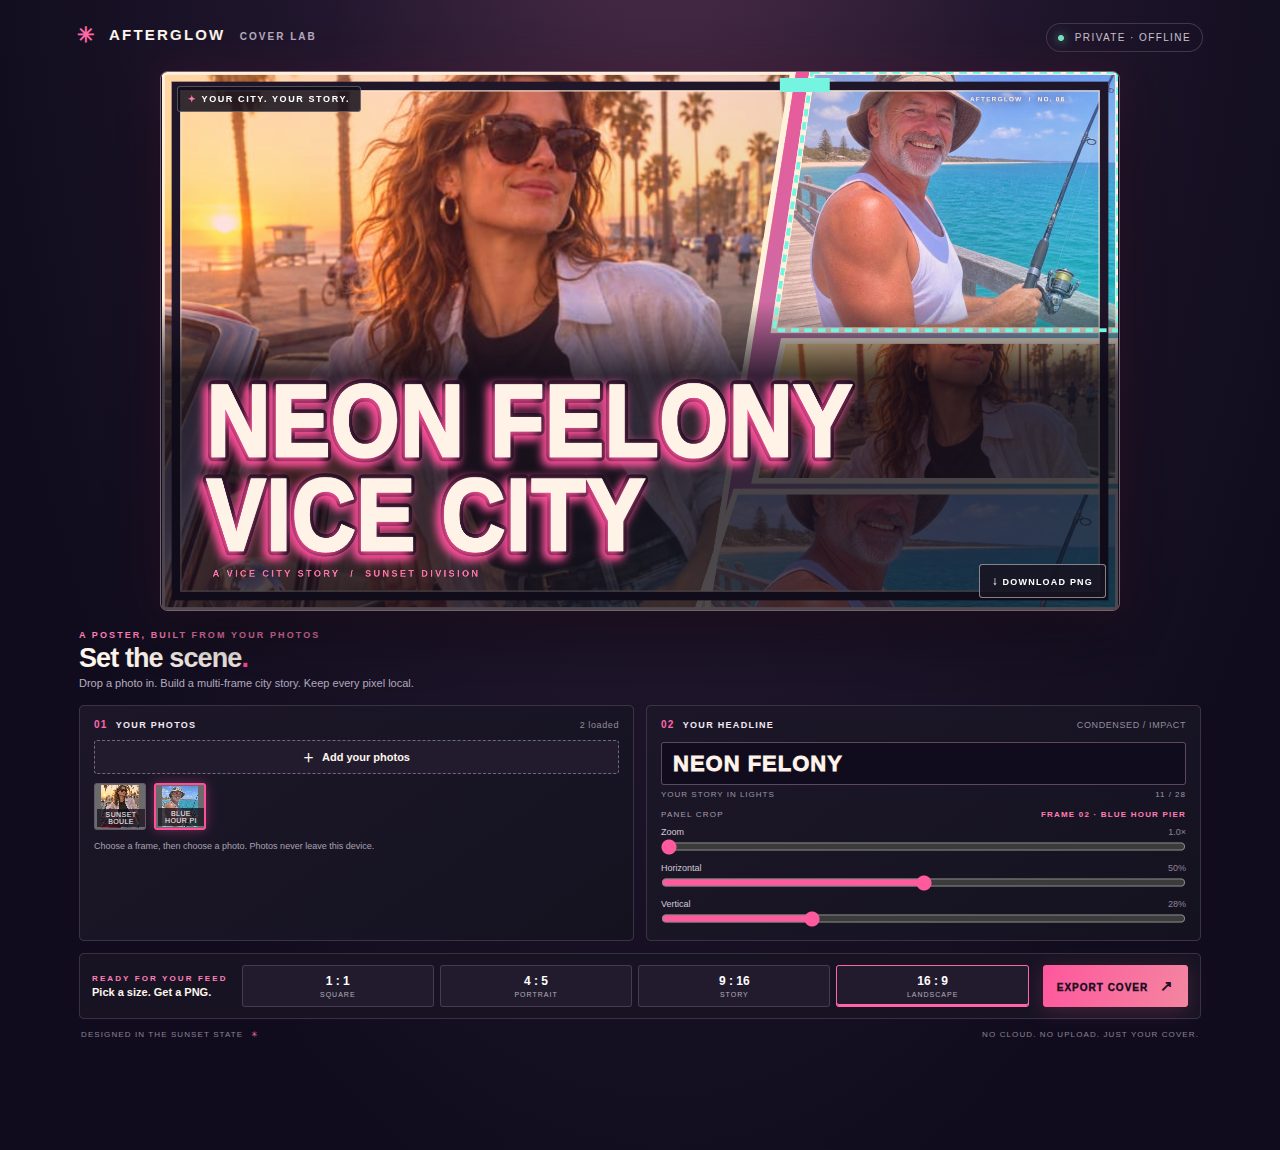 ✳ AFTERGLOW COVER LAB
PRIVATE · OFFLINE
✦ YOUR CITY. YOUR STORY.
AFTERGLOW / NO. 06
NEON FELONY
VICE CITY
A VICE CITY STORY / SUNSET DIVISION
↓ DOWNLOAD PNG
A POSTER, BUILT FROM YOUR PHOTOS
Set the scene.
Drop a photo in. Build a multi-frame city story. Keep every pixel local.
01 YOUR PHOTOS
2 loaded
+ Add your photos
SUNSET
BOULE
BLUE
HOUR PI
Choose a frame, then choose a photo. Photos never leave this device.
02 YOUR HEADLINE
CONDENSED / IMPACT
NEON FELONY
YOUR STORY IN LIGHTS
11 / 28
PANEL CROP
FRAME 02 · BLUE HOUR PIER
Zoom
1.0×
Horizontal
50%
Vertical
28%
READY FOR YOUR FEED
Pick a size. Get a PNG.
1 : 1
SQUARE
4 : 5
PORTRAIT
9 : 16
STORY
16 : 9
LANDSCAPE
EXPORT COVER ↗
DESIGNED IN THE SUNSET STATE ✳
NO CLOUD. NO UPLOAD. JUST YOUR COVER.